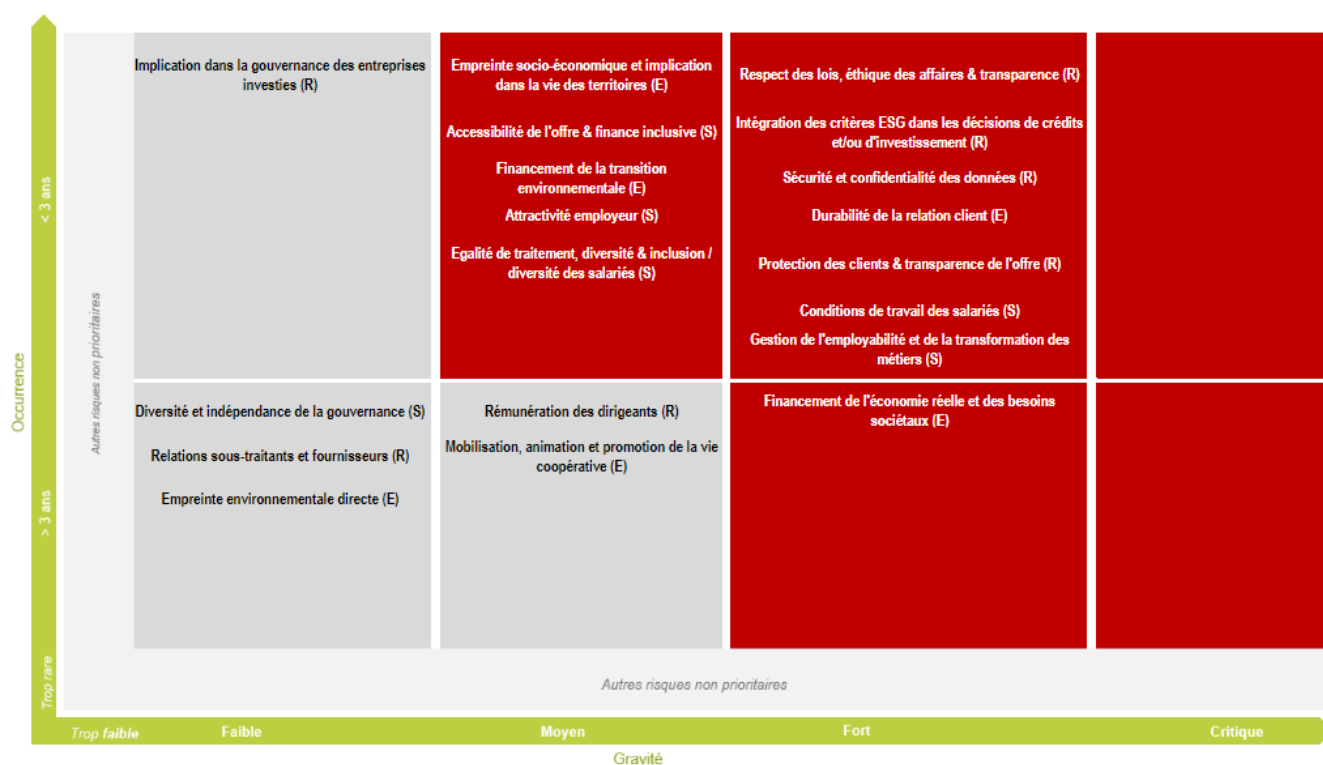 Implication dans la gouvernance des entreprises
investies (R)
Empreinte socio-économique et implication
dans la vie des territoires (E)
Accessibilité de l'offre & finance inclusive (S)
Financement de la transition
environnementale (E)
Attractivité employeur (S)
Egalité de traitement, diversité & inclusion /
diversité des salariés (S)
Respect des lois, éthique des affaires & transparence (R)
Intégration des critères ESG dans les décisions de crédits
et/ou d'investissement (R)
Sécurité et confidentialité des données (R)
Durabilité de la relation client (E)
Protection des clients & transparence de l'offre (R)
Conditions de travail des salariés (S)
Gestion de l'employabilité et de la transformation des
métiers (S)
< 3 ans
Autres risques non prioritaires
Occurrence
Diversité et indépendance de la gouvernance (S)
Relations sous-traitants et fournisseurs (R)
Empreinte environnementale directe (E)
Rémunération des dirigeants (R)
Mobilisation, animation et promotion de la vie
coopérative (E)
Financement de l'économie réelle et des besoins
sociétaux (E)
> 3 ans
Trop rare
Autres risques non prioritaires
Trop faible
Faible
Moyen
Fort
Critique
Gravité